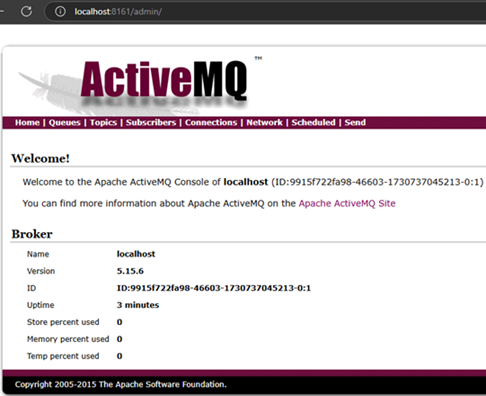 localhost:8161/admin/
ActiveMQ™
Home | Queues | Topics | Subscribers | Connections | Network | Scheduled | Send
Welcome!
Welcome to the Apache ActiveMQ Console of localhost (ID:9915f722fa98-46603-1730737045213-0:1)
You can find more information about Apache ActiveMQ on the Apache ActiveMQ Site
Broker
Name localhost
Version 5.15.6
ID ID:9915f722fa98-46603-1730737045213-0:1
Uptime 3 minutes
Store percent used 0
Memory percent used 0
Temp percent used 0
Copyright 2005-2015 The Apache Software Foundation.